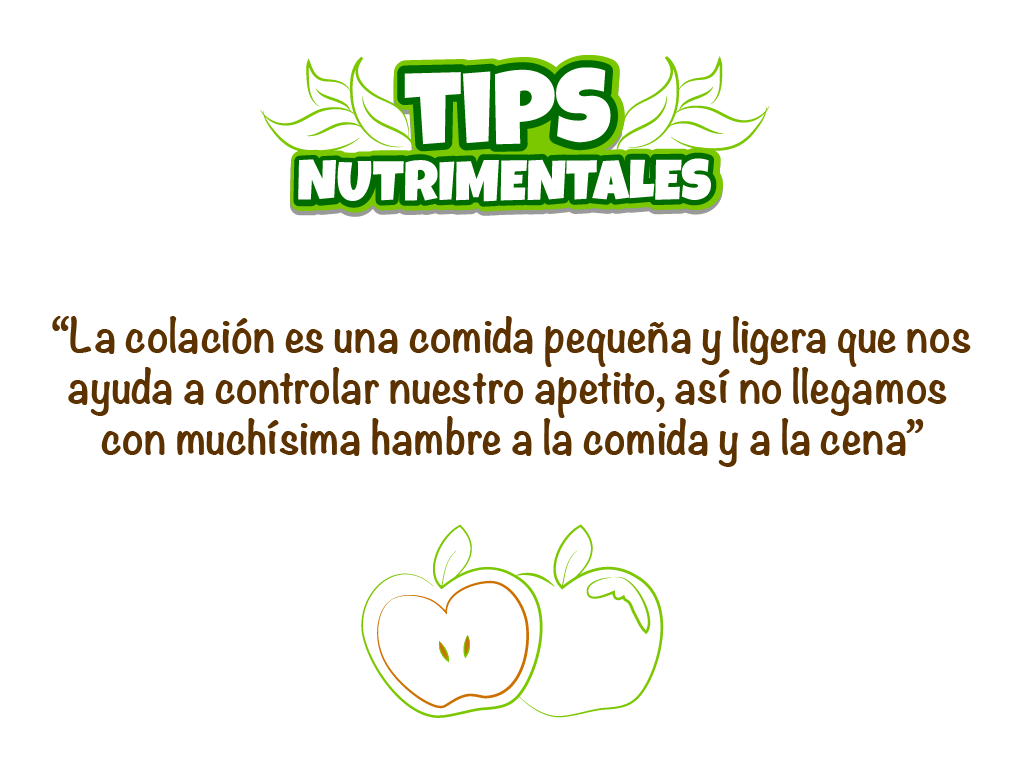 TIPS
NUTRIMENTALES
“La colación es una comida pequeña y ligera que nos
ayuda a controlar nuestro apetito, así no llegamos
con muchísima hambre a la comida y a la cena”